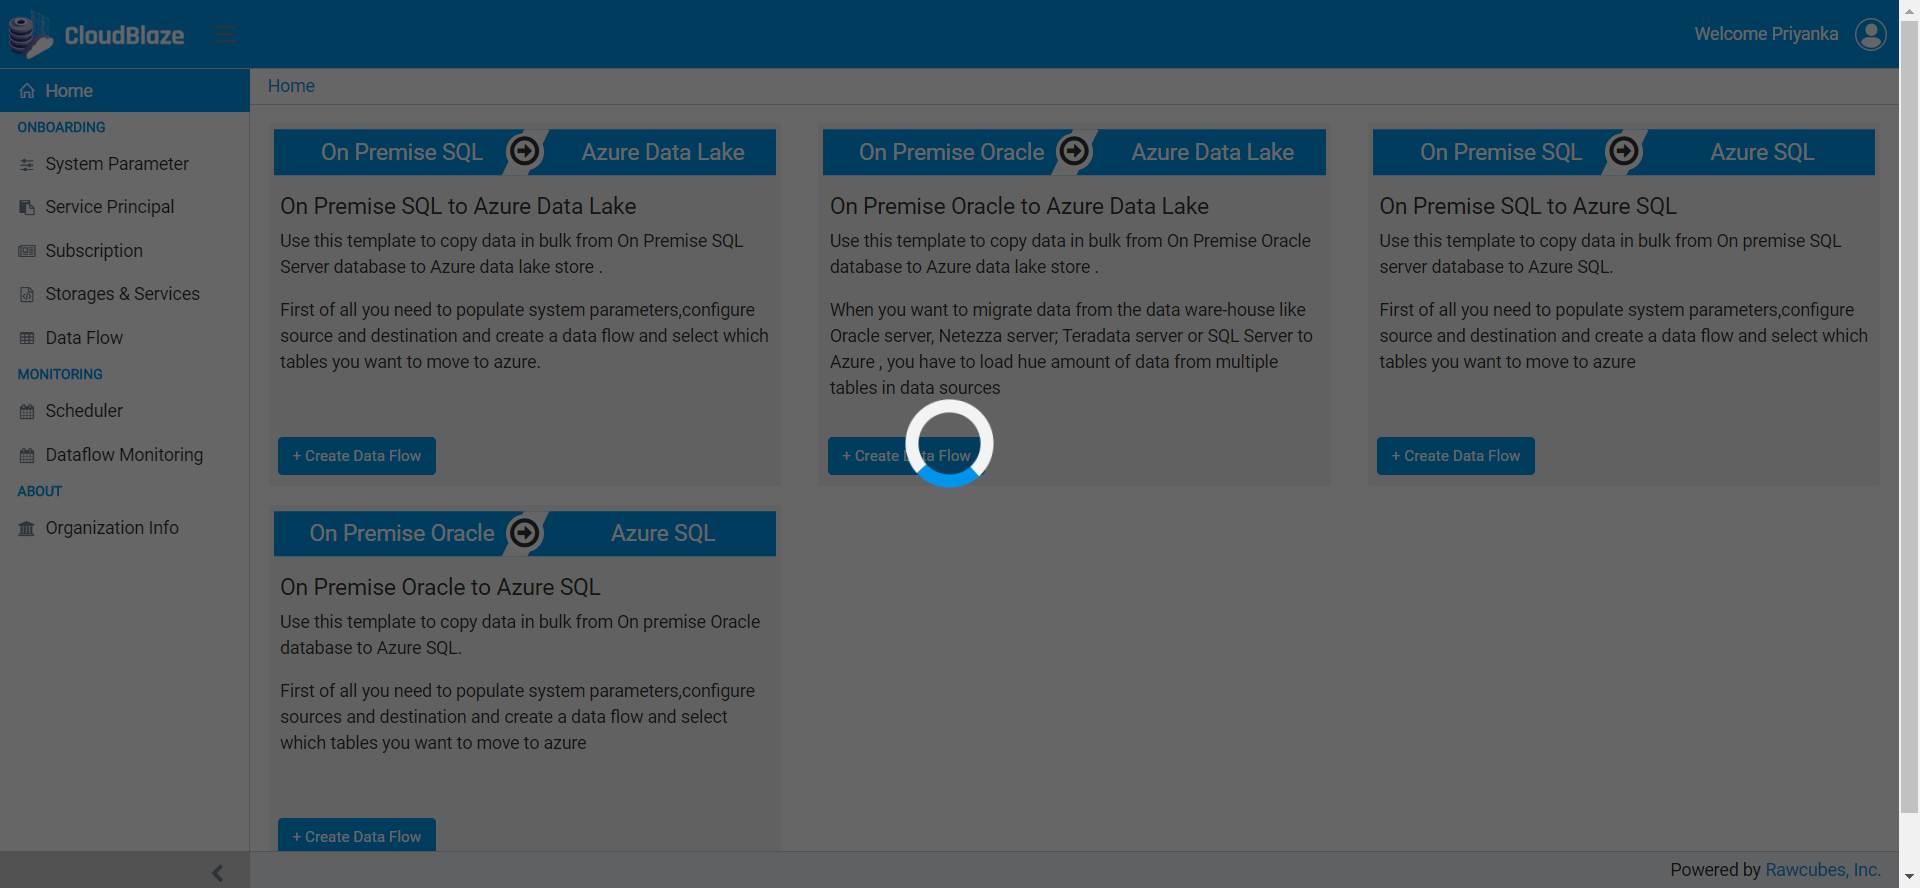 CloudBlaze
Welcome Priyanka
Home
ONBOARDING
System Parameter
Service Principal
Subscription
Storages & Services
Data Flow
MONITORING
Scheduler
Dataflow Monitoring
ABOUT
Organization Info
Home
On Premise SQL
Azure Data Lake
On Premise SQL to Azure Data Lake
Use this template to copy data in bulk from On Premise SQL
Server database to Azure data lake store .
First of all you need to populate system parameters,configure
source and destination and create a data flow and select which
tables you want to move to azure.
+ Create Data Flow
On Premise Oracle
Azure Data Lake
On Premise Oracle to Azure Data Lake
Use this template to copy data in bulk from On Premise Oracle
database to Azure data lake store .
When you want to migrate data from the data ware-house like
Oracle server, Netezza server; Teradata server or SQL Server to
Azure , you have to load hue amount of data from multiple
tables in data sources
+ Create Data Flow
On Premise SQL
Azure SQL
On Premise SQL to Azure SQL
Use this template to copy data in bulk from On premise SQL
server database to Azure SQL.
First of all you need to populate system parameters,configure
source and destination and create a data flow and select which
tables you want to move to azure
+ Create Data Flow
On Premise Oracle
Azure SQL
On Premise Oracle to Azure SQL
Use this template to copy data in bulk from On premise Oracle
database to Azure SQL.
First of all you need to populate system parameters,configure
sources and destination and create a data flow and select
which tables you want to move to azure
+ Create Data Flow
Powered by Rawcubes, Inc.